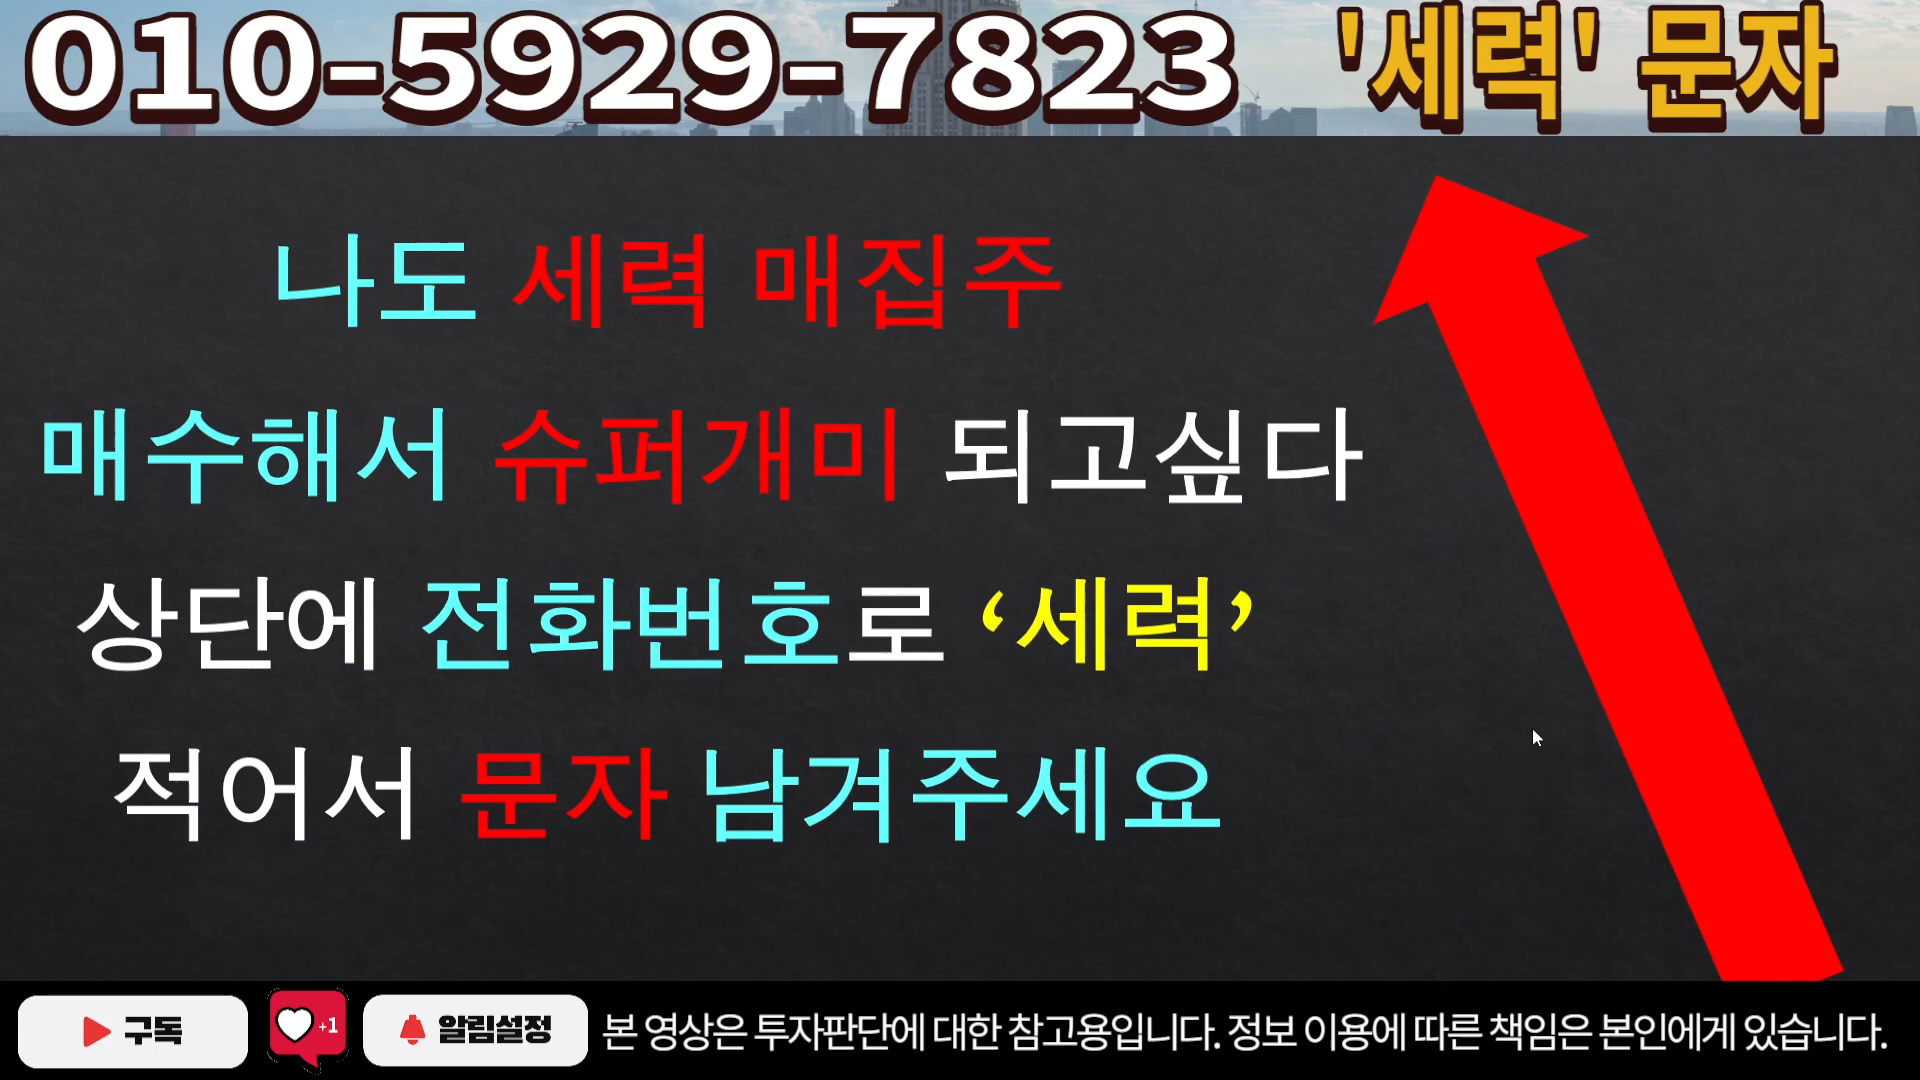 010-5929-7823 '세력' 문자
나도 세력 매집주
매수해서 슈퍼개미 되고싶다
상단에 전화번호로 ‘세력’
적어서 문자 남겨주세요
구독 +1 알림설정 본 영상은 투자판단에 대한 참고용입니다. 정보 이용에 따른 책임은 본인에게 있습니다.